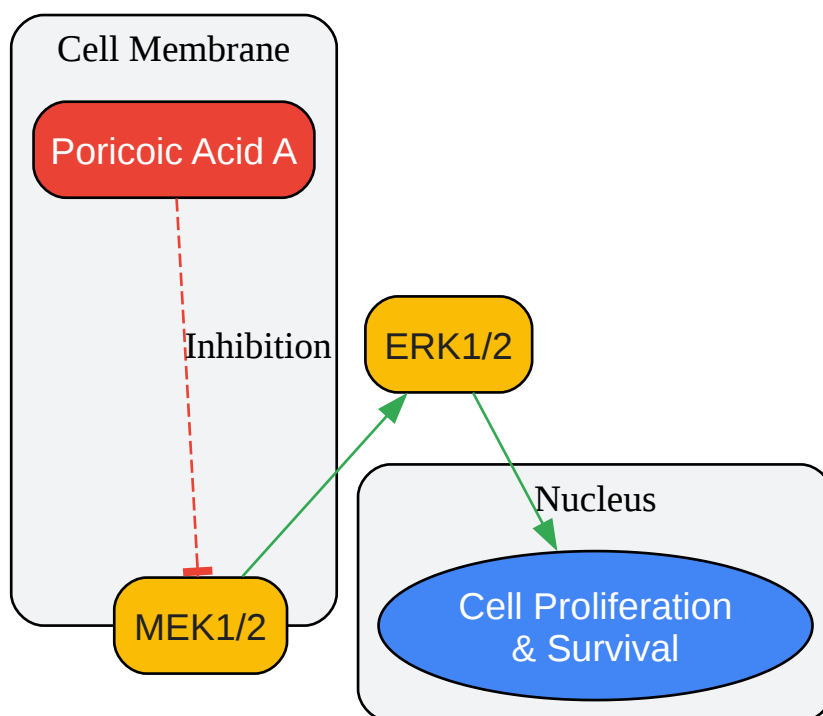 Cell Membrane
Poricoic Acid A
Inhibition
ERK1/2
Nucleus
MEK1/2
Cell Proliferation
& Survival